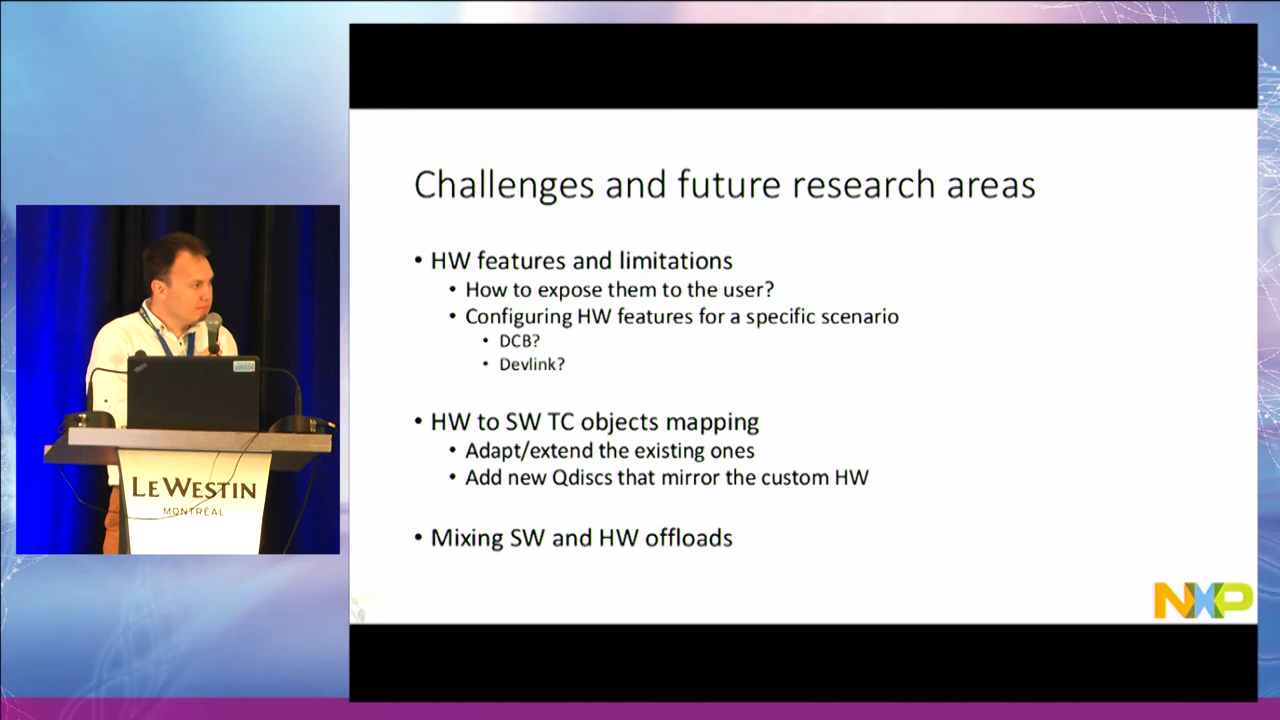 Challenges and future research areas
• HW features and limitations
• How to expose them to the user?
• Configuring HW features for a specific scenario
• DCB?
• Devlink?
• HW to SW TC objects mapping
• Adapt/extend the existing ones
• Add new Qdiscs that mirror the custom HW
• Mixing SW and HW offloads
NXP
LE WESTIN
MONTRÉAL